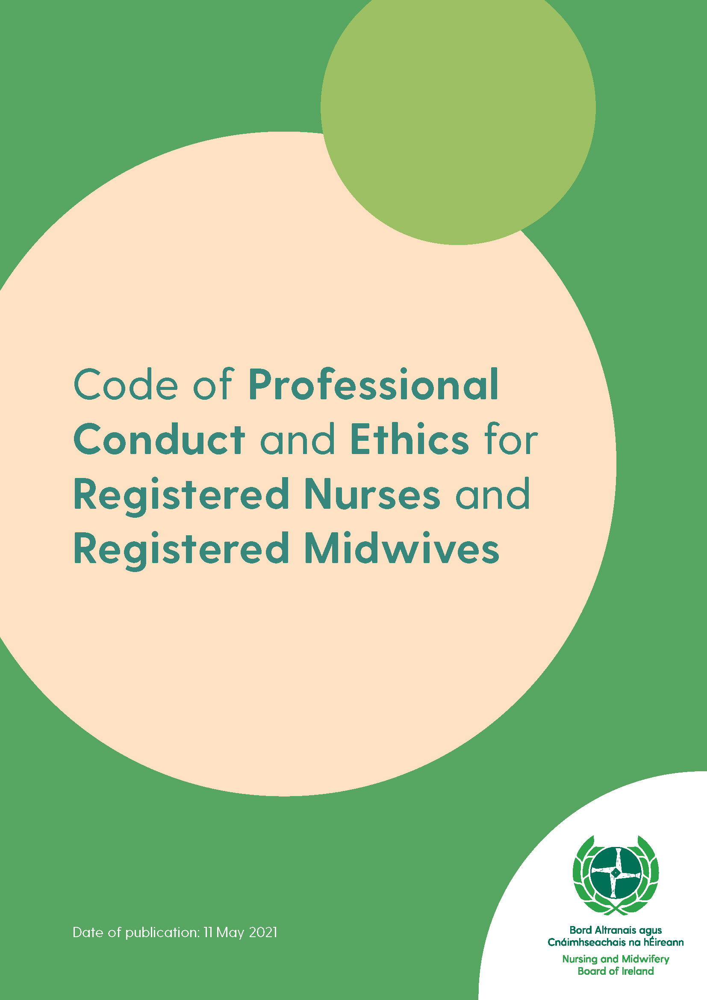 Code of Professional
Conduct and Ethics for
Registered Nurses and
Registered Midwives
Date of publication: 11 May 2021
Bord Altranais agus
Cnáimhseachais na hÉireann
Nursing and Midwifery
Board of Ireland